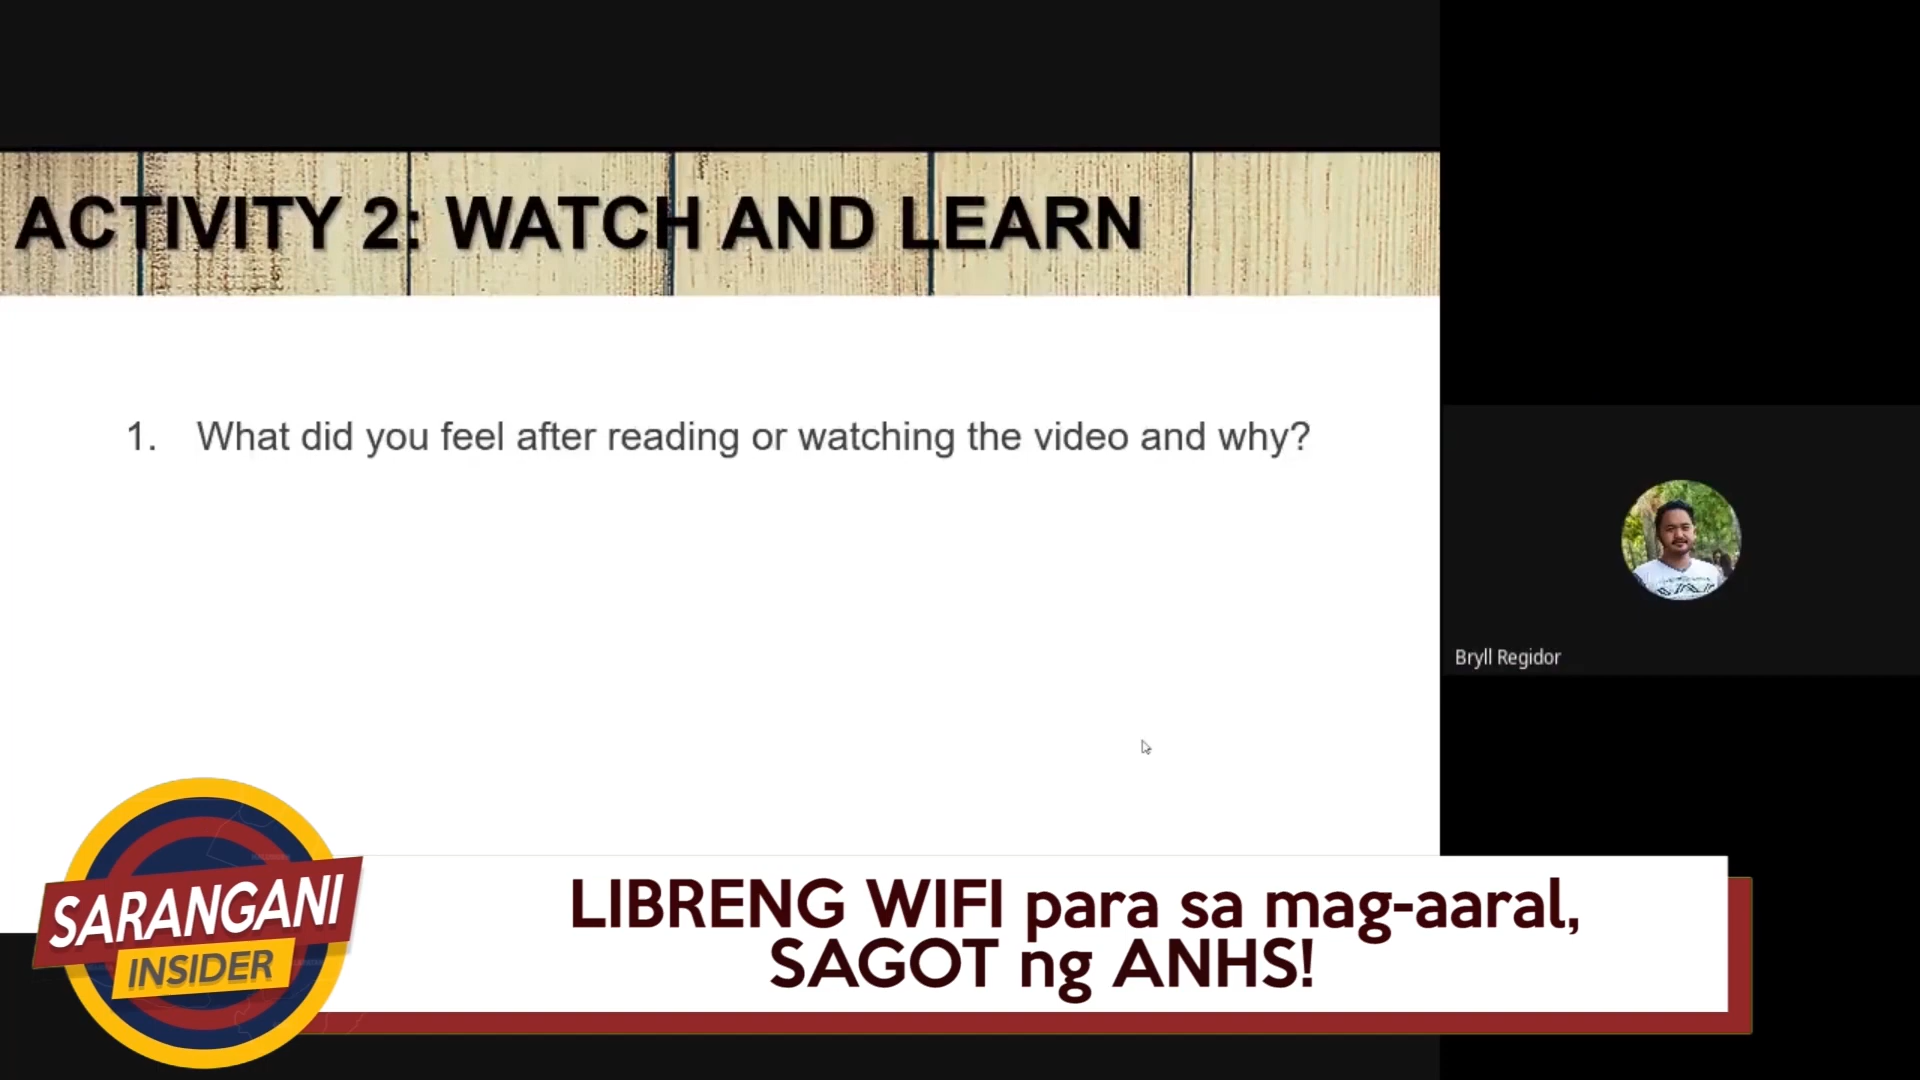 ACTIVITY 2: WATCH AND LEARN
1. What did you feel after reading or watching the video and why?
Bryll Regidor
SARANGANI
INSIDER
LIBRENG WIFI para sa mag-aaral,
SAGOT ng ANHS!